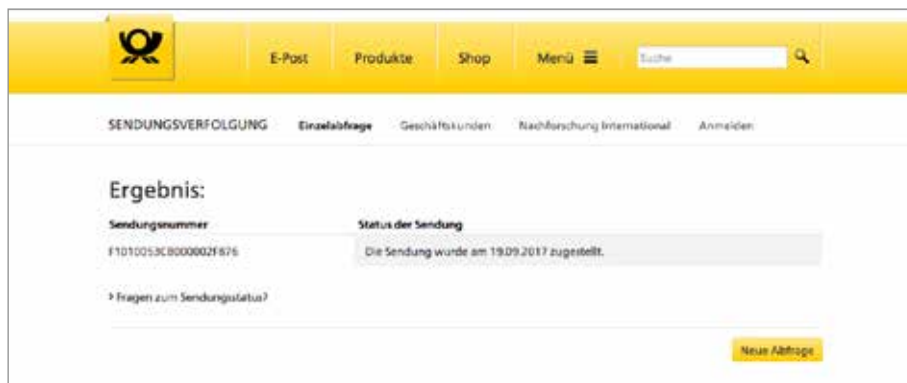 E-Post Produkte Shop Menü Suche
SENDUNGSVERFOLGUNG Einzelabfrage Geschäftskunden Nachforschung International Anmelden
Ergebnis:
Sendungsnummer Status der Sendung
F1010053CB000002F876 Die Sendung wurde am 19.09.2017 zugestellt.
› Fragen zum Sendungsstatus?
Neue Abfrage